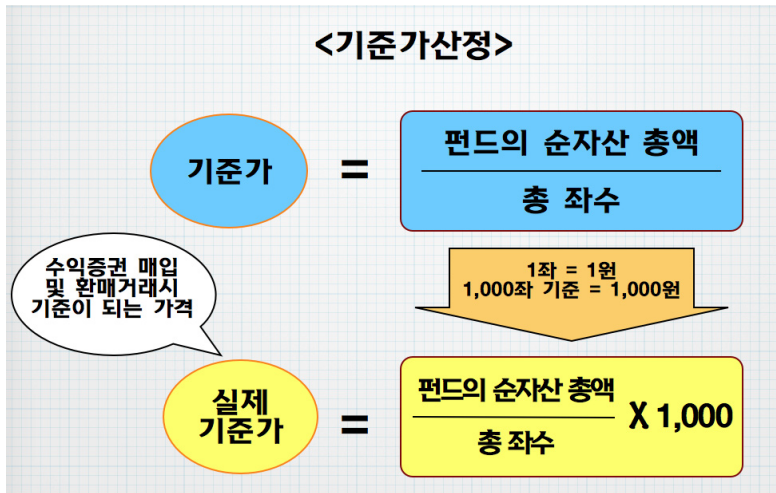 <기준가산정>
기준가
=
펀드의 순자산 총액
총 좌수
수익증권 매입
및 환매거래시
기준이 되는 가격
1좌 = 1원
1,000좌 기준 = 1,000원
실제
기준가
=
펀드의 순자산 총액
총 좌수
X 1,000